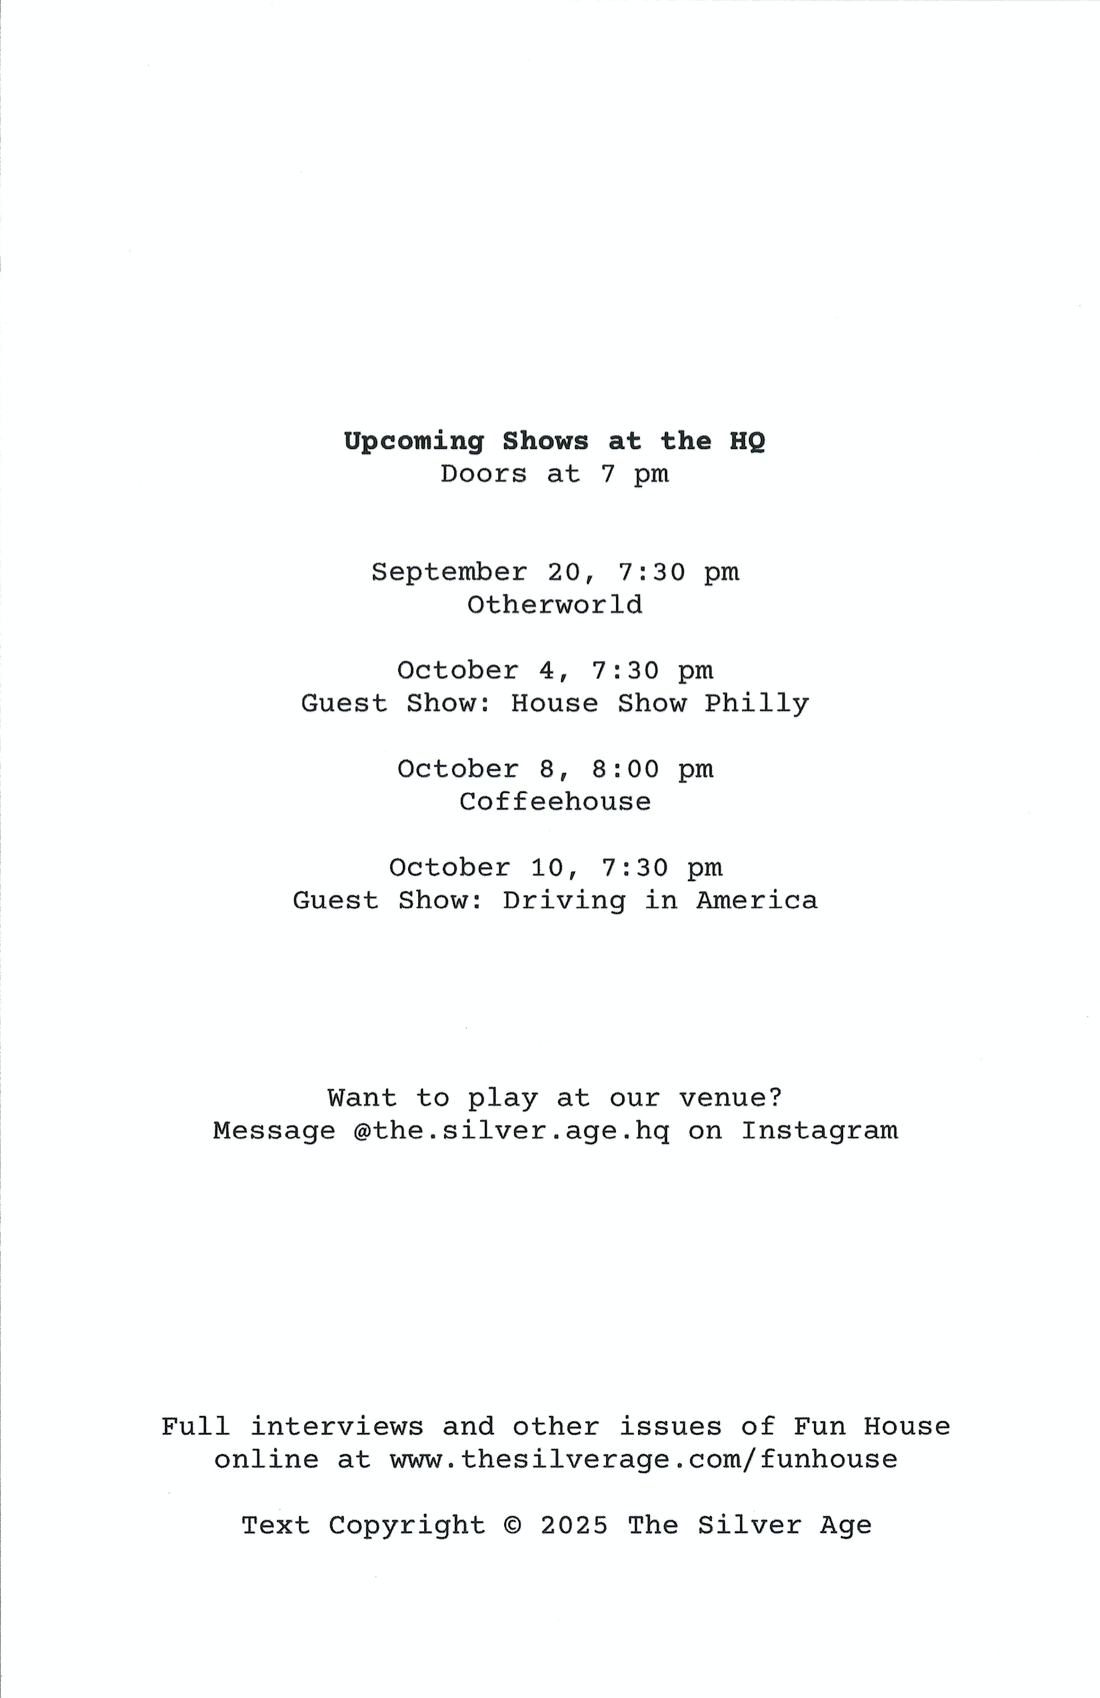 Upcoming Shows at the HQ
Doors at 7 pm
September 20, 7:30 pm
Otherworld
October 4, 7:30 pm
Guest Show: House Show Philly
October 8, 8:00 pm
Coffeehouse
October 10, 7:30 pm
Guest Show: Driving in America
Want to play at our venue?
Message @the.silver.age.hq on Instagram
Full interviews and other issues of Fun House
online at www.thesilverage.com/funhouse
Text Copyright © 2025 The Silver Age